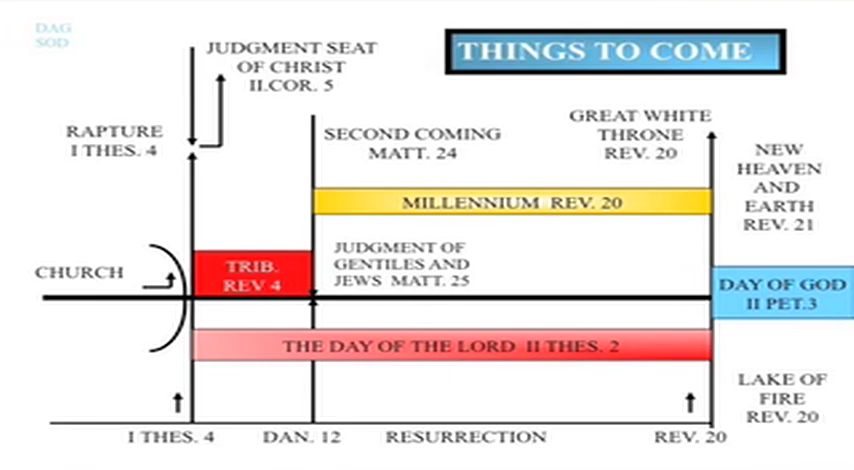 DAG
SOD
THINGS TO COME
JUDGMENT SEAT
OF CHRIST
II.COR. 5
RAPTURE
I THES. 4
SECOND COMING
MATT. 24
GREAT WHITE
THRONE
REV. 20
NEW
HEAVEN
AND
EARTH
REV. 21
MILLENNIUM REV. 20
CHURCH
TRIB.
REV 4
JUDGMENT OF
GENTILES AND
JEWS MATT. 25
DAY OF GOD
II PET.3
THE DAY OF THE LORD II THES. 2
LAKE OF
FIRE
REV. 20
I THES. 4 DAN. 12 RESURRECTION REV. 20